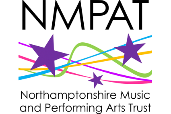 NMPAT
Northamptonshire Music
and Performing Arts Trust